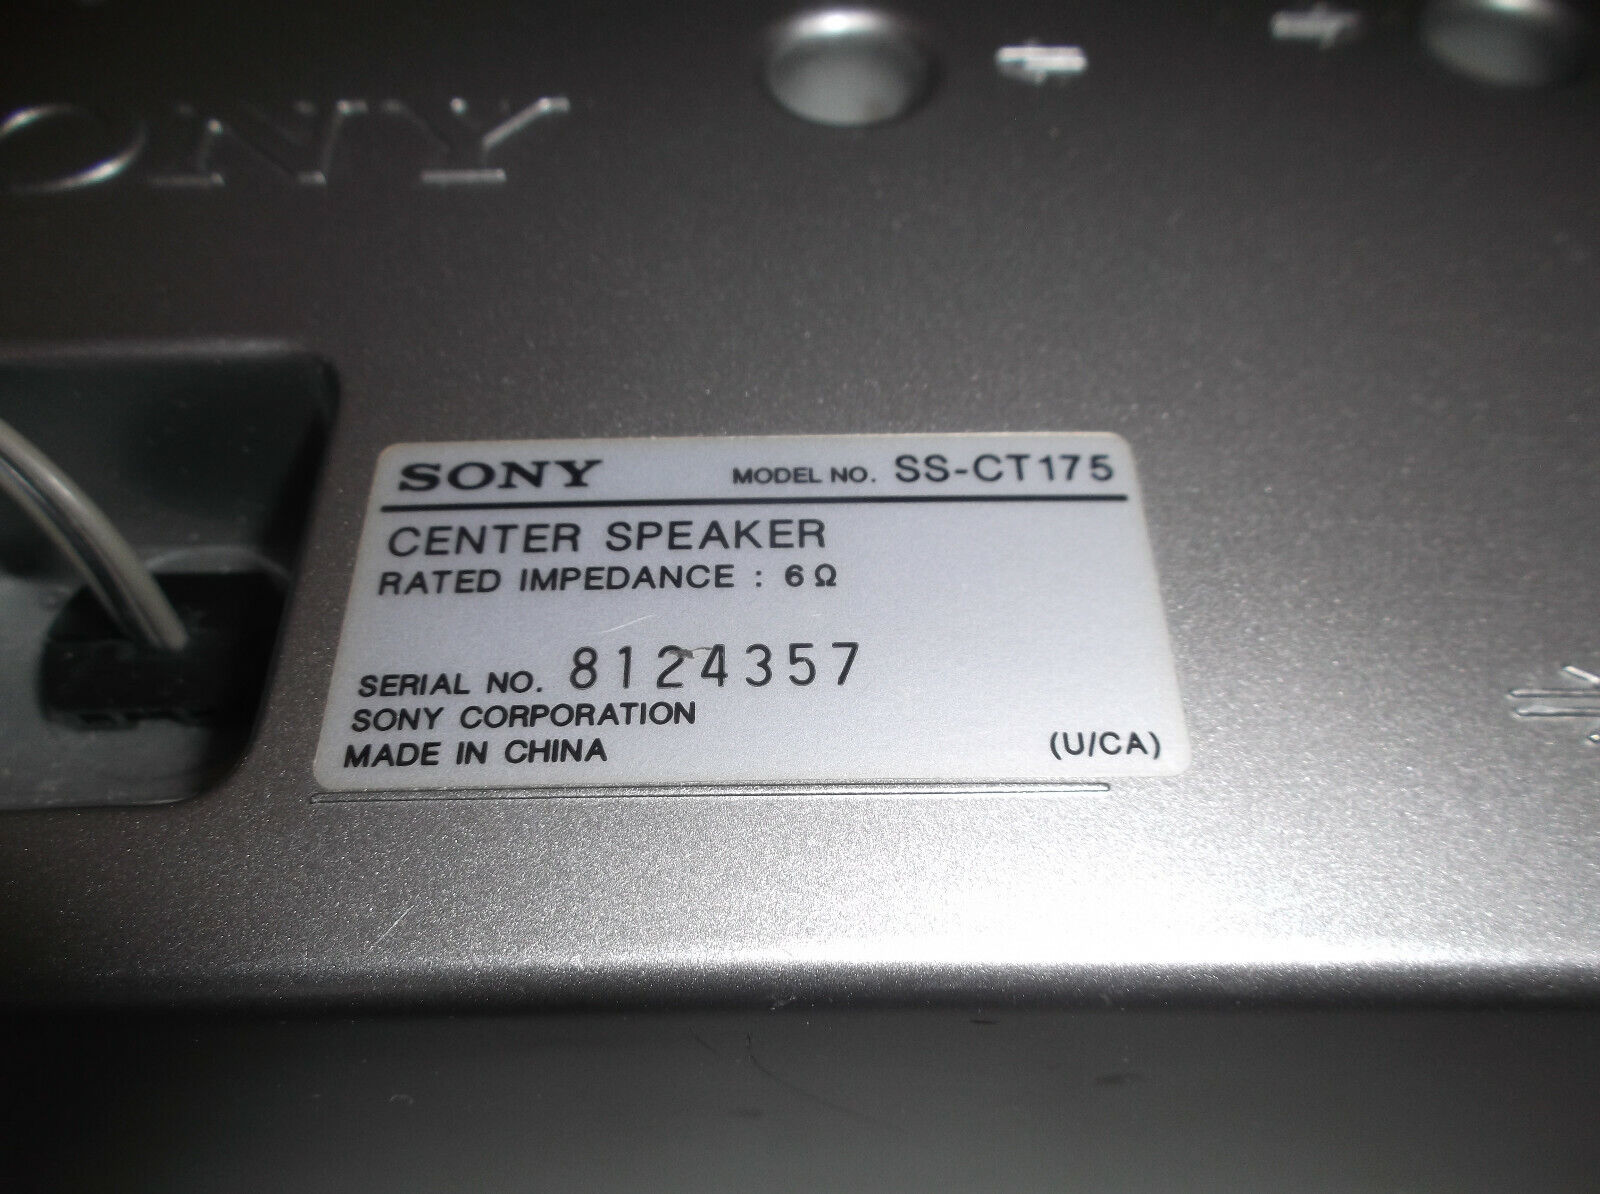 SONY
SONY MODEL NO. SS-CT175
CENTER SPEAKER
RATED IMPEDANCE : 6Ω
SERIAL NO. 8124357
SONY CORPORATION
MADE IN CHINA (U/CA)